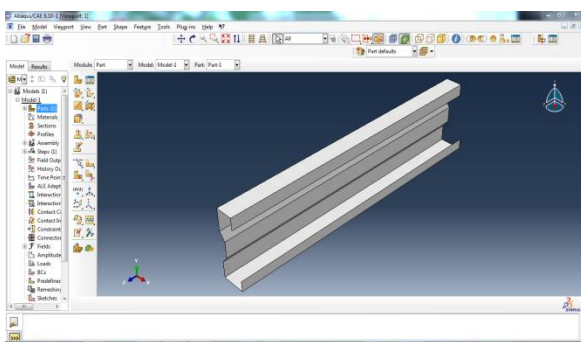 Abaqus/CAE 6.10-1 [Viewport: 1]
File Model Viewport View Part Shape Feature Tools Plug-ins Help
All
Part defaults
Model Results Module: Part Model: Model-1 Part: Part-1
Models (1)
Model-1
Parts (1)
Materials
Sections
Profiles
Assembly
Steps (1)
Field Outp
History Ou
Time Point
ALE Adapt
Interaction
Interaction
Contact Co
Contact In
Constraint
Connector
Fields
Amplitude
Loads
BCs
Predefined
Remeshing
Sketches
Y
Z X